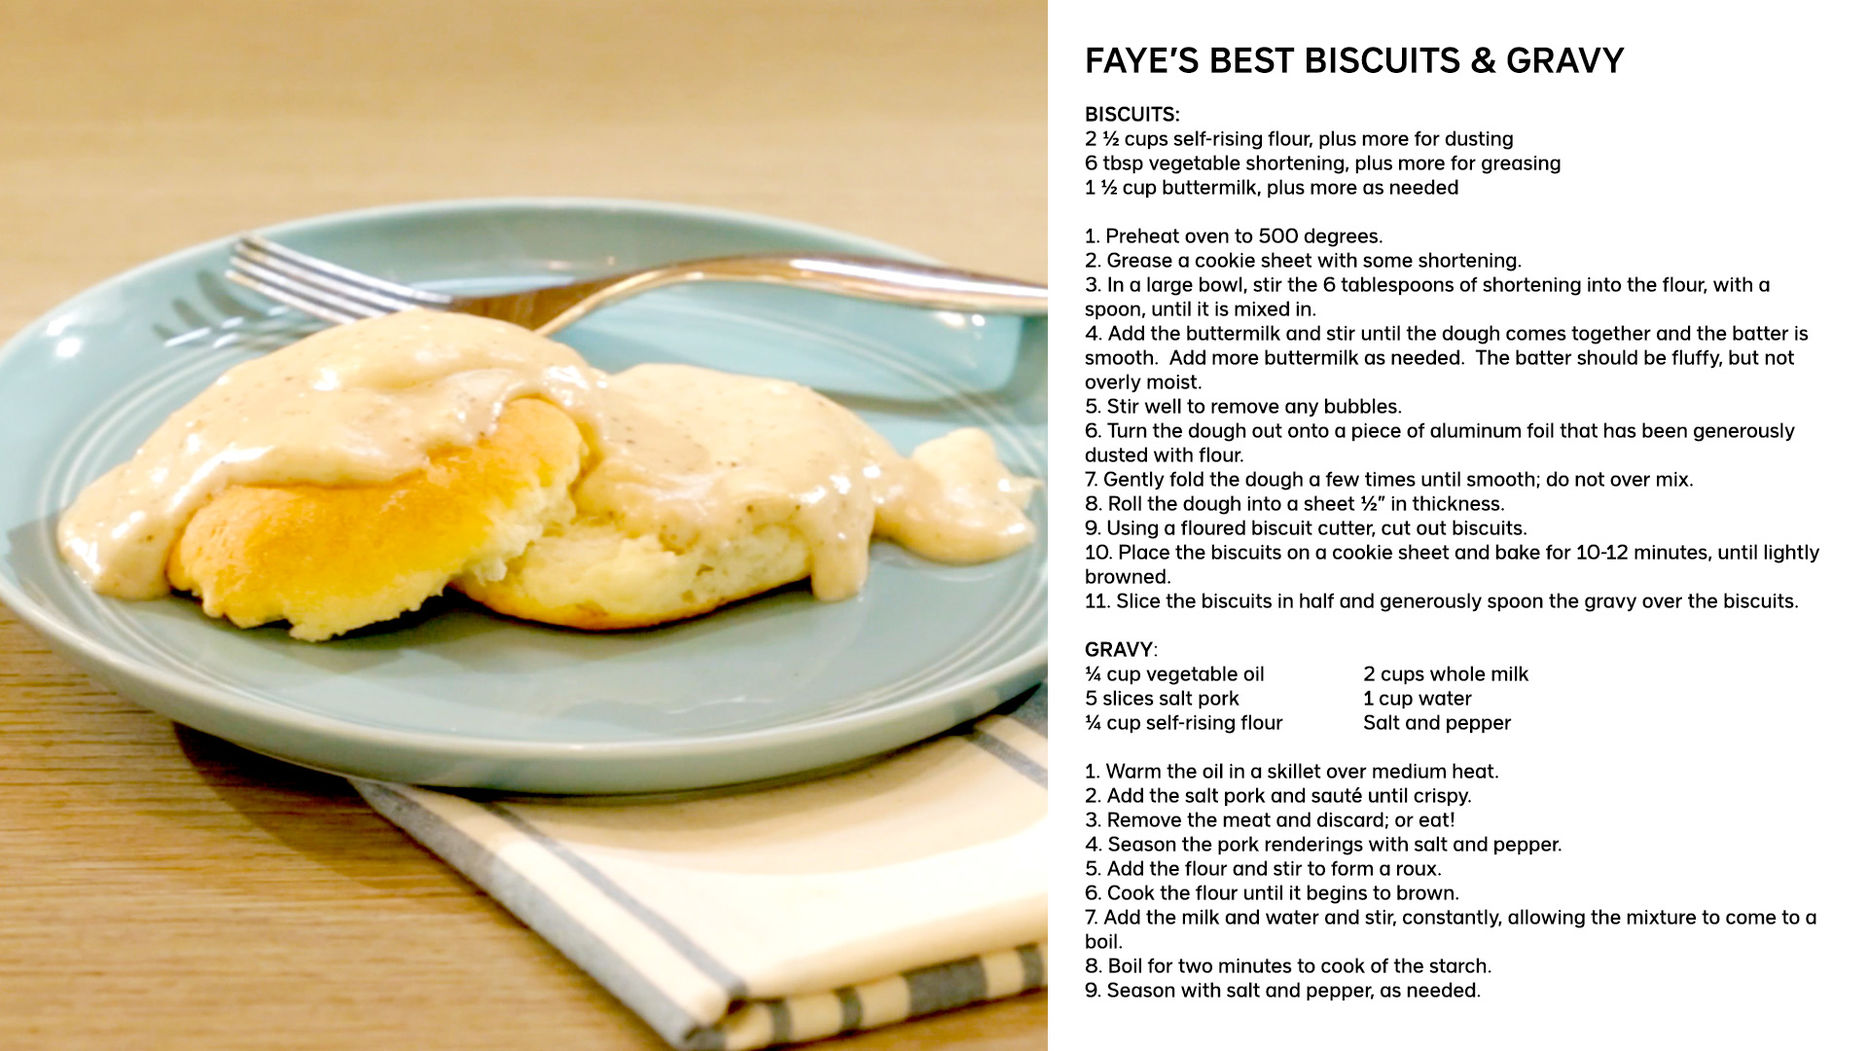 FAYE'S BEST BISCUITS & GRAVY
BISCUITS:
2 ½ cups self-rising flour, plus more for dusting
6 tbsp vegetable shortening, plus more for greasing
1 ½ cup buttermilk, plus more as needed
1. Preheat oven to 500 degrees.
2. Grease a cookie sheet with some shortening.
3. In a large bowl, stir the 6 tablespoons of shortening into the flour, with a
spoon, until it is mixed in.
4. Add the buttermilk and stir until the dough comes together and the batter is
smooth.  Add more buttermilk as needed.  The batter should be fluffy, but not
overly moist.
5. Stir well to remove any bubbles.
6. Turn the dough out onto a piece of aluminum foil that has been generously
dusted with flour.
7. Gently fold the dough a few times until smooth; do not over mix.
8. Roll the dough into a sheet ½" in thickness.
9. Using a floured biscuit cutter, cut out biscuits.
10. Place the biscuits on a cookie sheet and bake for 10-12 minutes, until lightly
browned.
11. Slice the biscuits in half and generously spoon the gravy over the biscuits.
GRAVY:
¼ cup vegetable oil
5 slices salt pork
¼ cup self-rising flour
2 cups whole milk
1 cup water
Salt and pepper
1. Warm the oil in a skillet over medium heat.
2. Add the salt pork and sauté until crispy.
3. Remove the meat and discard; or eat!
4. Season the pork renderings with salt and pepper.
5. Add the flour and stir to form a roux.
6. Cook the flour until it begins to brown.
7. Add the milk and water and stir, constantly, allowing the mixture to come to a
boil.
8. Boil for two minutes to cook of the starch.
9. Season with salt and pepper, as needed.